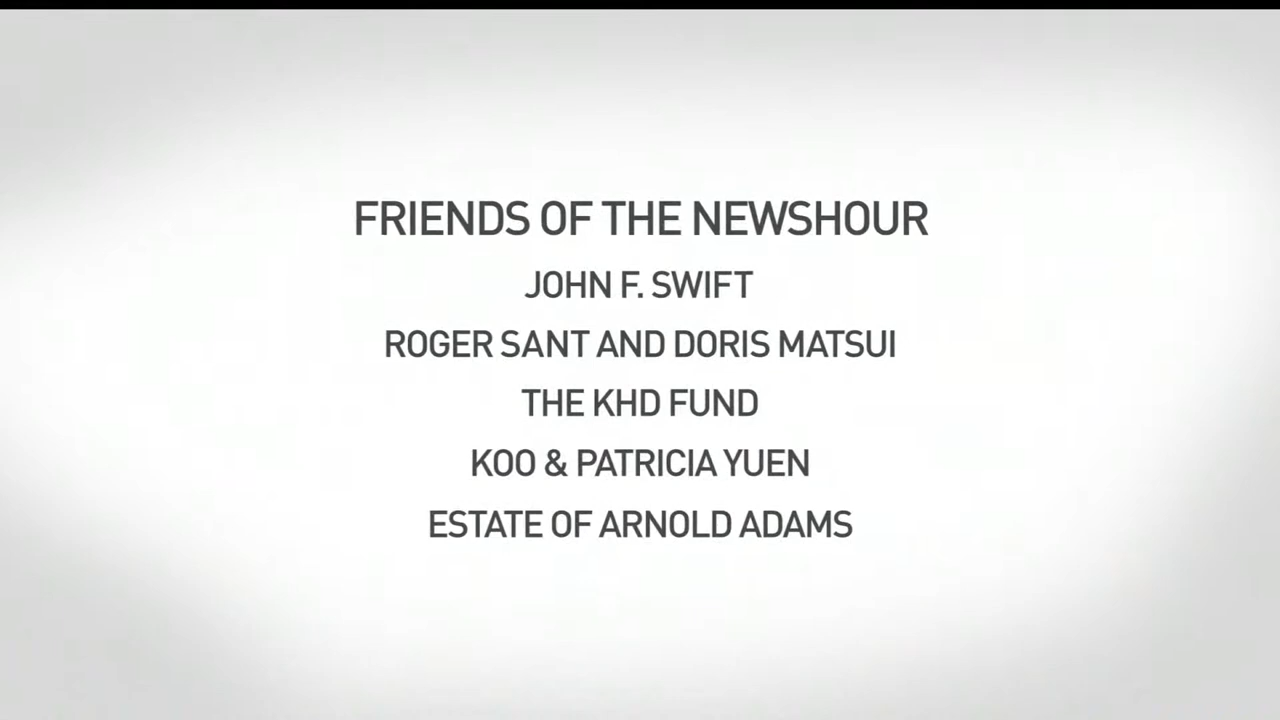 FRIENDS OF THE NEWSHOUR
JOHN F. SWIFT
ROGER SANT AND DORIS MATSUI
THE KHD FUND
KOO & PATRICIA YUEN
ESTATE OF ARNOLD ADAMS